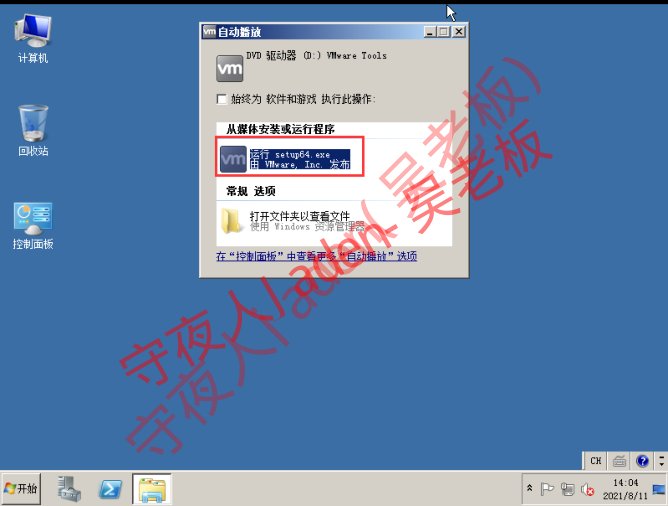 计算机
回收站
控制面板
自动播放
DVD 驱动器 (D:) VMware Tools
始终为 软件和游戏 执行此操作:
从媒体安装或运行程序
运行 setup64.exe
由 VMware, Inc. 发布
常规 选项
打开文件夹以查看文件
使用 Windows 资源管理器
在“控制面板”中查看更多“自动播放”选项
守夜人 Jaden(吴老板)
守夜人 Jaden- 吴老板
CH
开始
14:04
2021/8/11